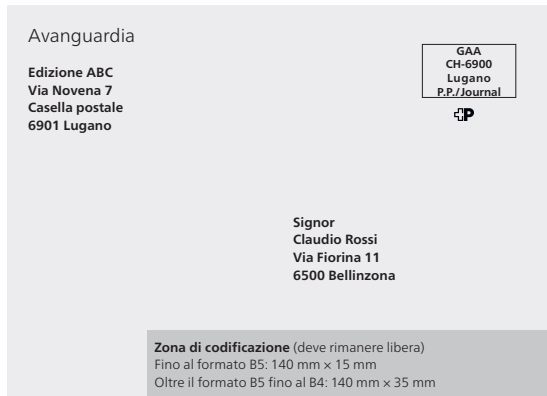 Avanguardia
Edizione ABC
Via Novena 7
Casella postale
6901 Lugano
GAA
CH-6900
Lugano
P.P./Journal
P
Signor
Claudio Rossi
Via Fiorina 11
6500 Bellinzona
Zona di codificazione (deve rimanere libera)
Fino al formato B5: 140 mm × 15 mm
Oltre il formato B5 fino al B4: 140 mm × 35 mm